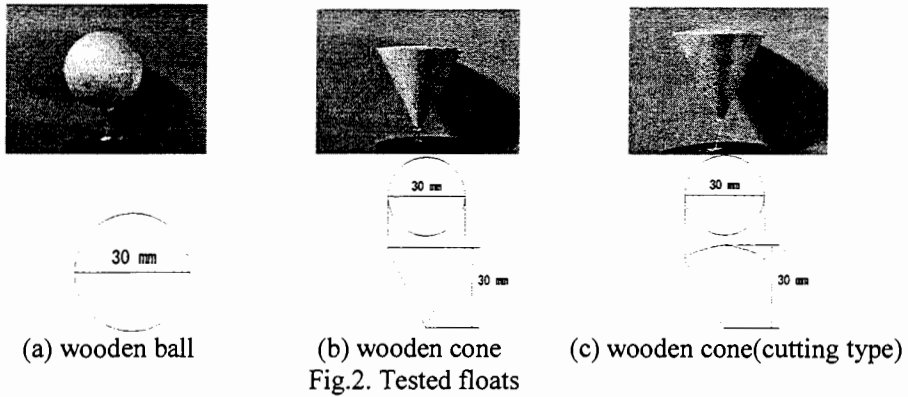 30 mm
30 mm
30 mm
30 mm
30 mm
(a) wooden ball (b) wooden cone (c) wooden cone(cutting type)
Fig.2. Tested floats